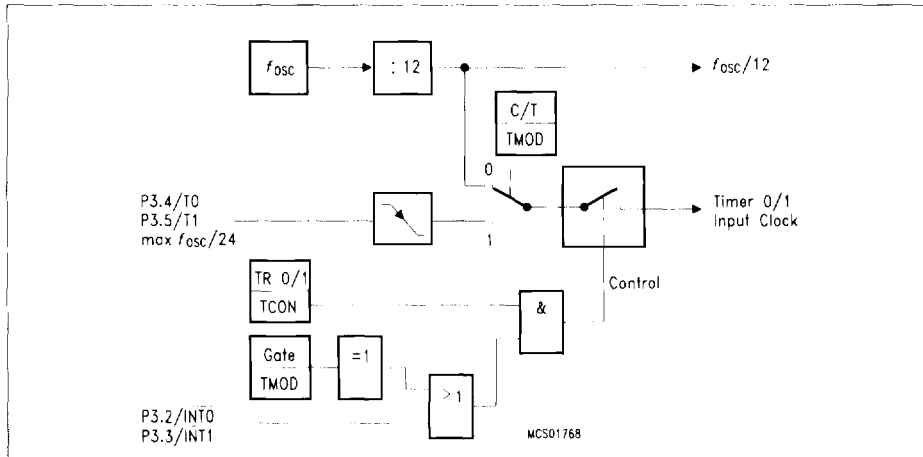 fosc
: 12
fosc/12
C/T
TMOD
0
P3.4/T0
P3.5/T1
max fosc/24
1
Timer 0/1
Input Clock
TR 0/1
TCON
&
Control
Gate
TMOD
=1
>1
P3.2/INT0
P3.3/INT1
MCS01768